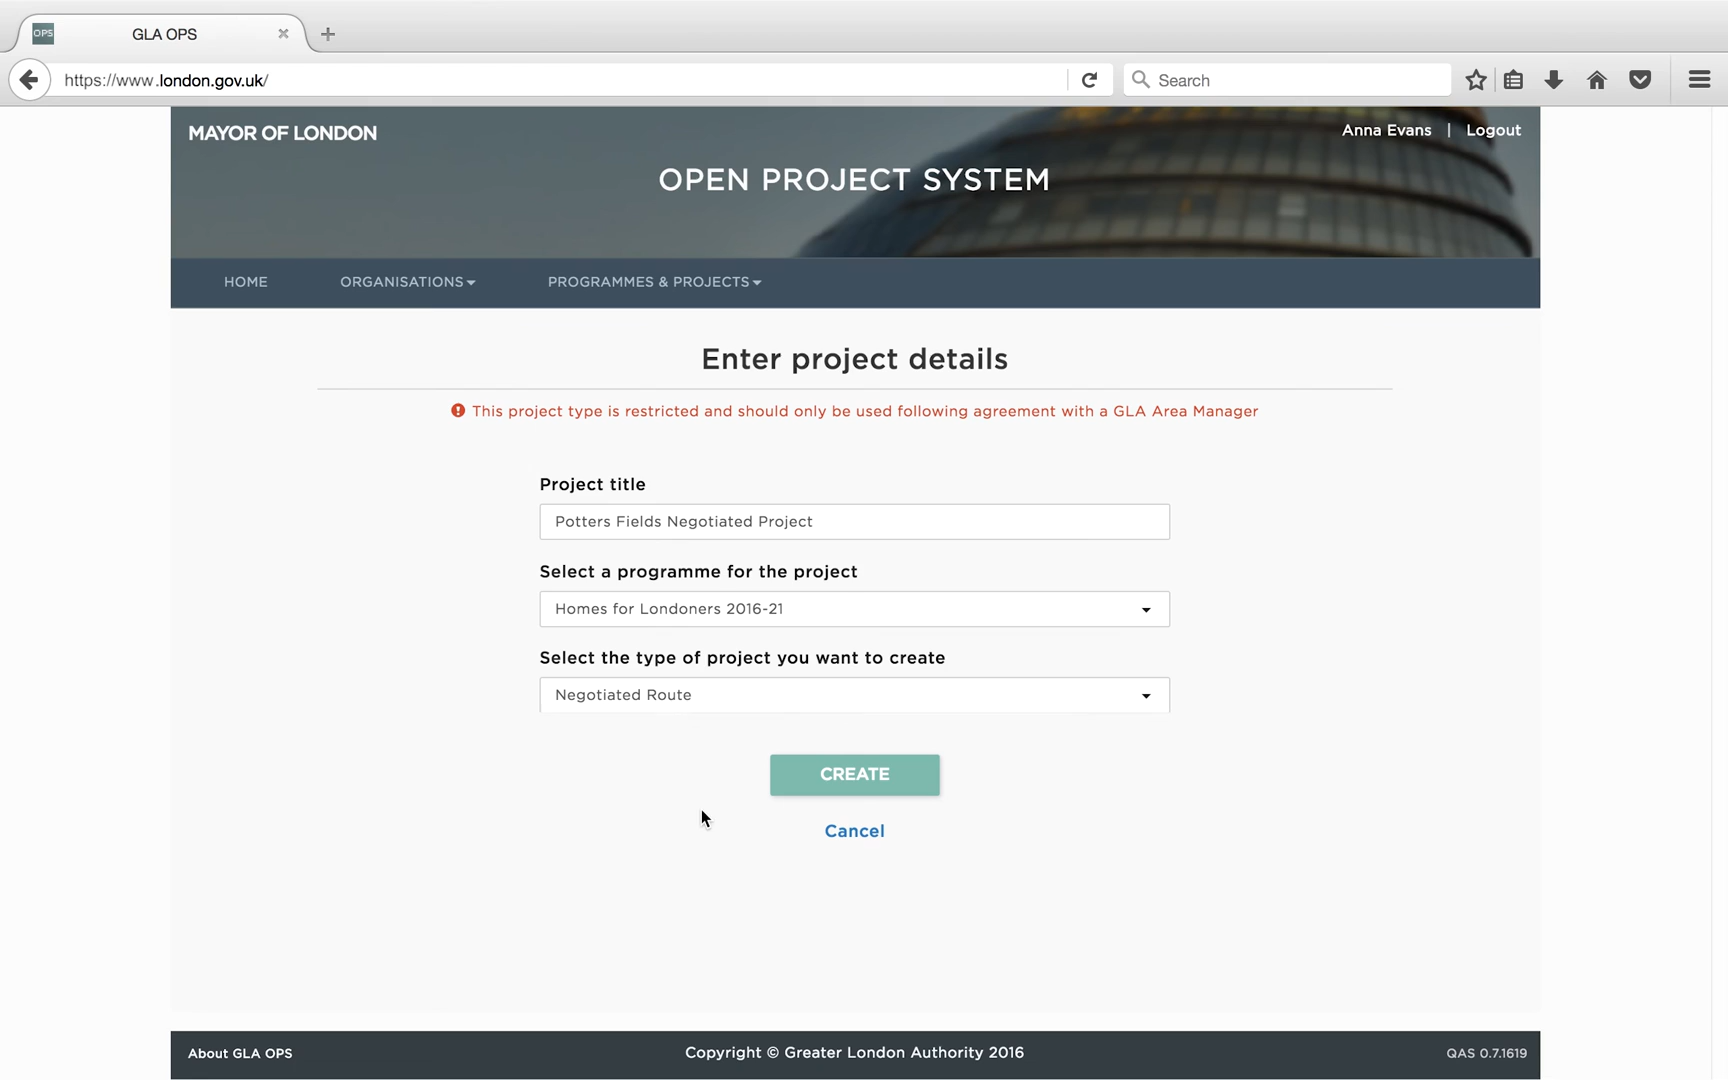 OPS
GLA OPS
https://www.london.gov.uk/
Search
MAYOR OF LONDON
Anna Evans | Logout
OPEN PROJECT SYSTEM
HOME
ORGANISATIONS
PROGRAMMES & PROJECTS
Enter project details
This project type is restricted and should only be used following agreement with a GLA Area Manager
Project title
Potters Fields Negotiated Project
Select a programme for the project
Homes for Londoners 2016-21
Select the type of project you want to create
Negotiated Route
CREATE
Cancel
About GLA OPS
Copyright © Greater London Authority 2016
QAS 0.7.1619